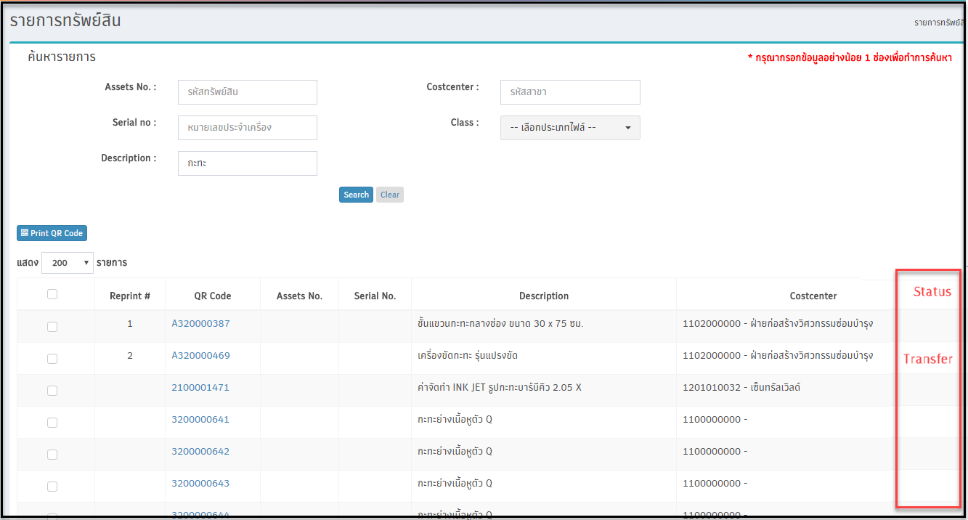 รายการทรัพย์สิน
รายการทรัพย์สิ
ค้นหารายการ
* กรุณากรอกข้อมูลอย่างน้อย 1 ช่องเพื่อทำการค้นหา
Assets No. : รหัสทรัพย์สิน Costcenter : รหัสสาขา
Serial no : หมายเลขประจำเครื่อง Class : -- เลือกประเภทไฟล์ --
Description : กะทะ
Search Clear
Print QR Code
แสดง 200 รายการ
Reprint # QR Code Assets No. Serial No. Description Costcenter Status
1 A320000387 ชั้นแขวนกะทะกลางช่อง ขนาด 30 x 75 ซม. 1102000000 - ฝ่ายก่อสร้างวิศวกรรมซ่อมบำรุง
2 A320000469 เครื่องขัดกะทะ รุ่นแปรงขัด 1102000000 - ฝ่ายก่อสร้างวิศวกรรมซ่อมบำรุง Transfer
2100001471 ค่าจัดทำ INK JET รูปกะทะบาร์บีคิว 2.05 X 1201010032 - เซ็นทรัลเวิลด์
3200000641 กะทะย่างเนื้อหูตัว Q 1100000000 -
3200000642 กะทะย่างเนื้อหูตัว Q 1100000000 -
3200000643 กะทะย่างเนื้อหูตัว Q 1100000000 -
3200000644 กะทะย่างเนื้อหูตัว Q 1100000000 -